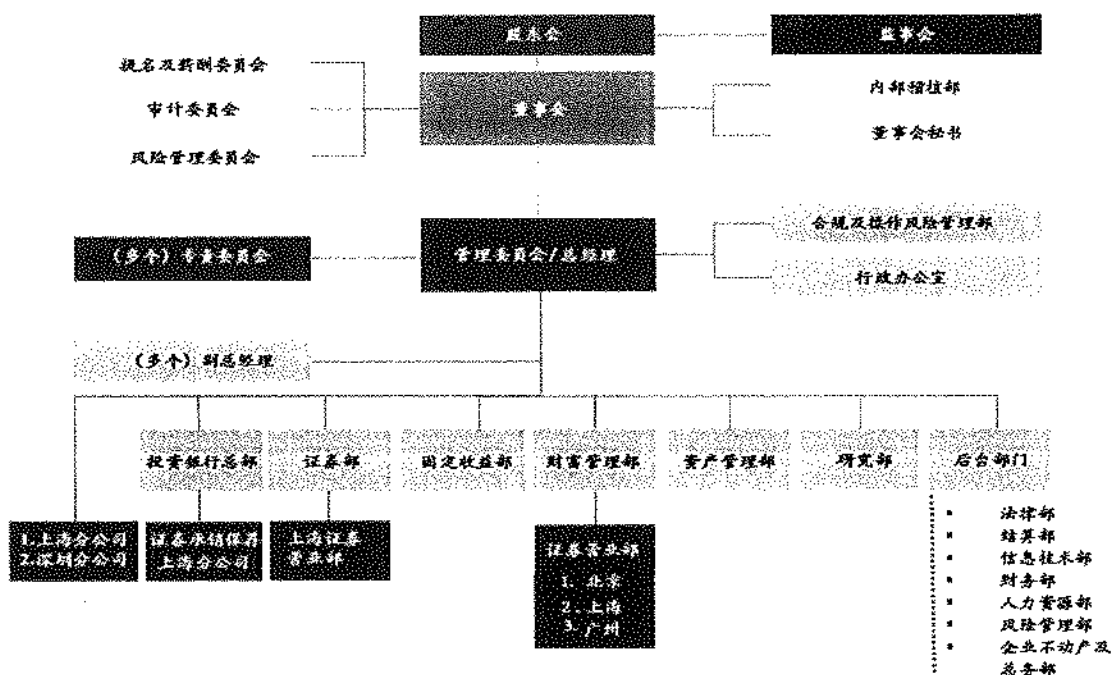 股东会
监事会
提名及薪酬委员会
审计委员会
风险管理委员会
董事会
内部稽核部
董事会秘书
(多个) 专业委员会
管理委员会/总经理
合规及操作风险管理部
行政办公室
(多个) 副总经理
投资银行总部
证券部
固定收益部
财富管理部
资产管理部
研究部
后台部门
1.上海分公司
2.深圳分公司
证券承销保荐
上海分公司
上海证券
营业部
证券营业部
1. 北京
2. 上海
3. 广州
▪ 法律部
▪ 结算部
▪ 信息技术部
▪ 财务部
▪ 人力资源部
▪ 风险管理部
▪ 企业不动产及
总务部